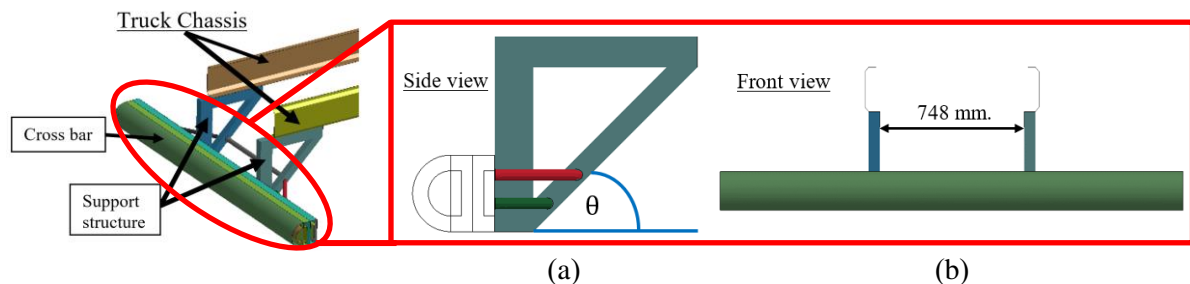 Truck Chassis
Cross bar
Support
structure
Side view
θ
(a)
Front view
748 mm.
(b)